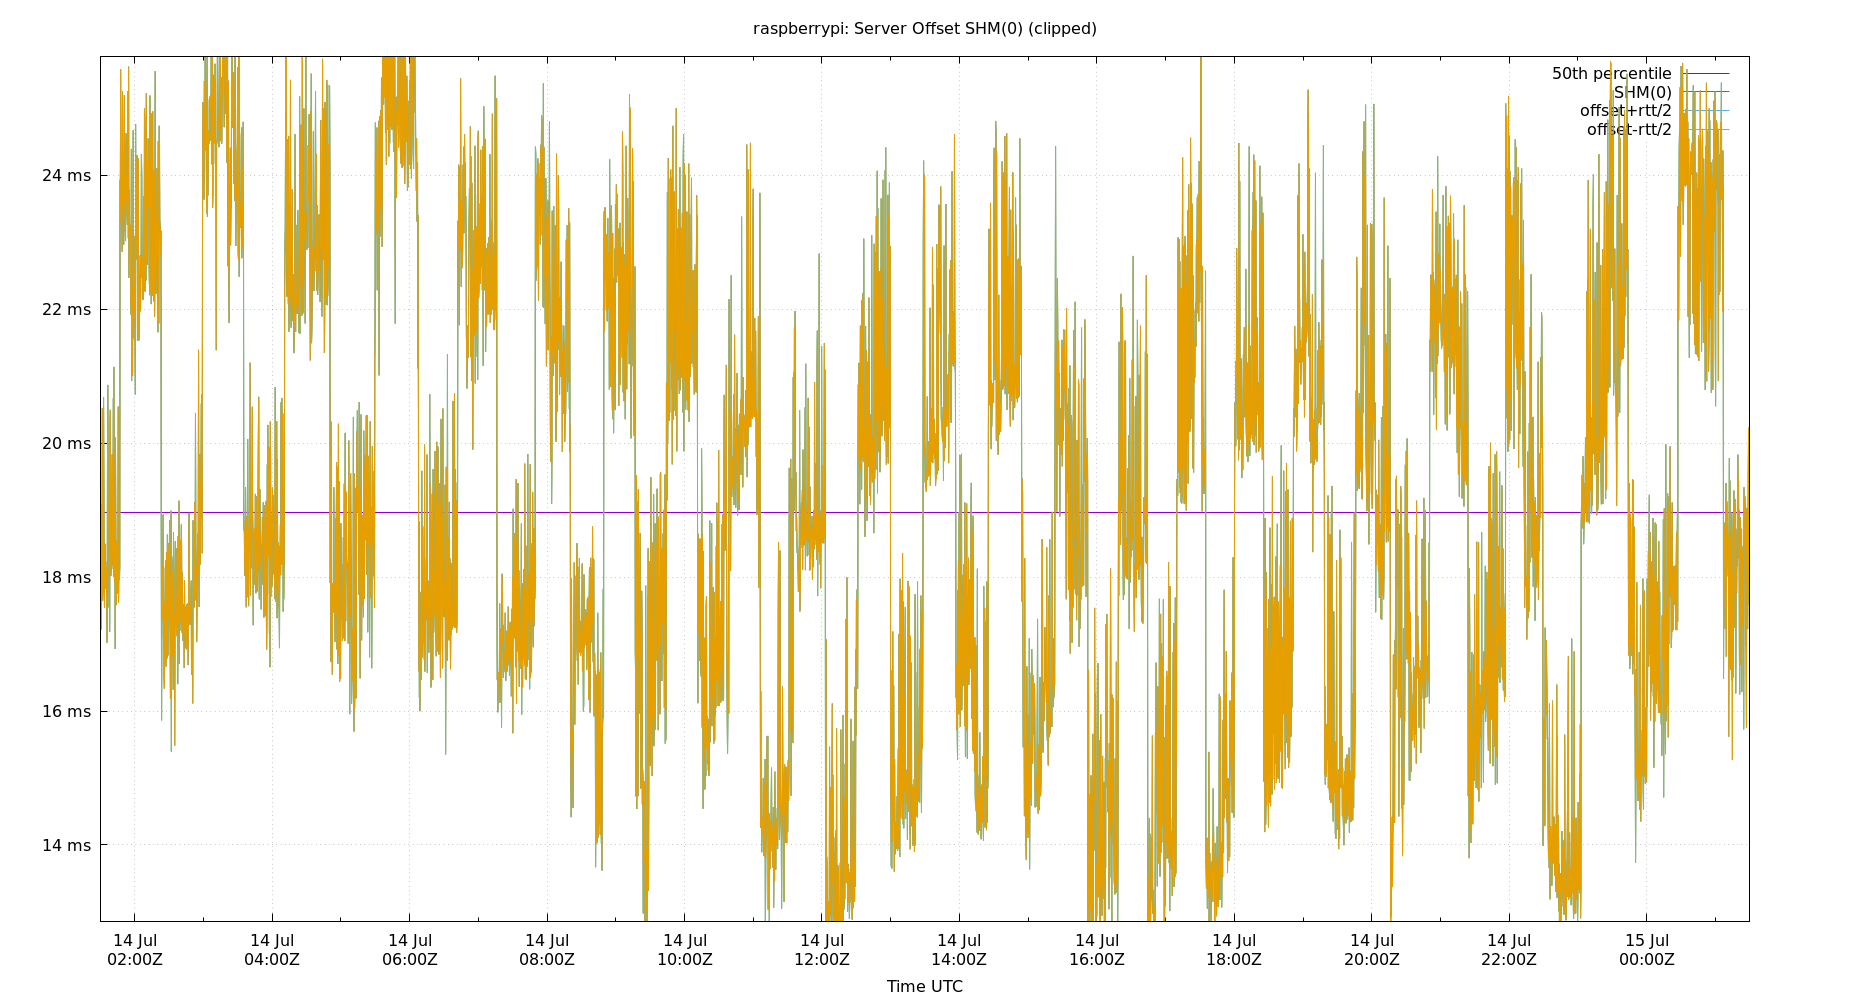 raspberrypi: Server Offset SHM(0) (clipped)
50th percentile
SHM(0)
offset+rtt/2
offset-rtt/2
24 ms
22 ms
20 ms
18 ms
16 ms
14 ms
14 Jul 14 Jul 14 Jul 14 Jul 14 Jul 14 Jul 14 Jul 14 Jul 14 Jul 14 Jul 14 Jul 15 Jul
02:00Z 04:00Z 06:00Z 08:00Z 10:00Z 12:00Z 14:00Z 16:00Z 18:00Z 20:00Z 22:00Z 00:00Z
Time UTC